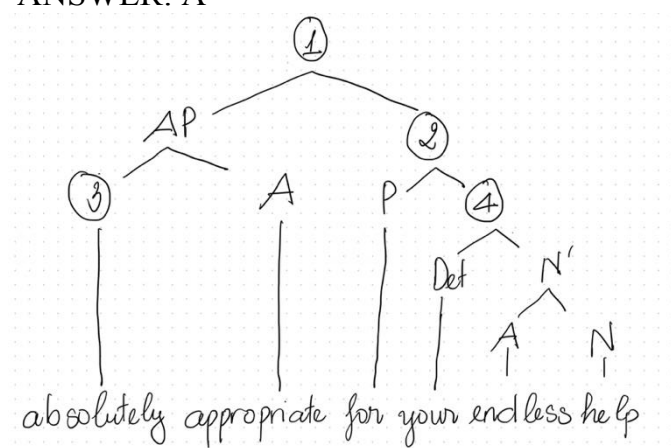 ANSWER: A
1
AP
2
3
A
P
4
Det
N'
A
N
absolutely appropriate for your endless help